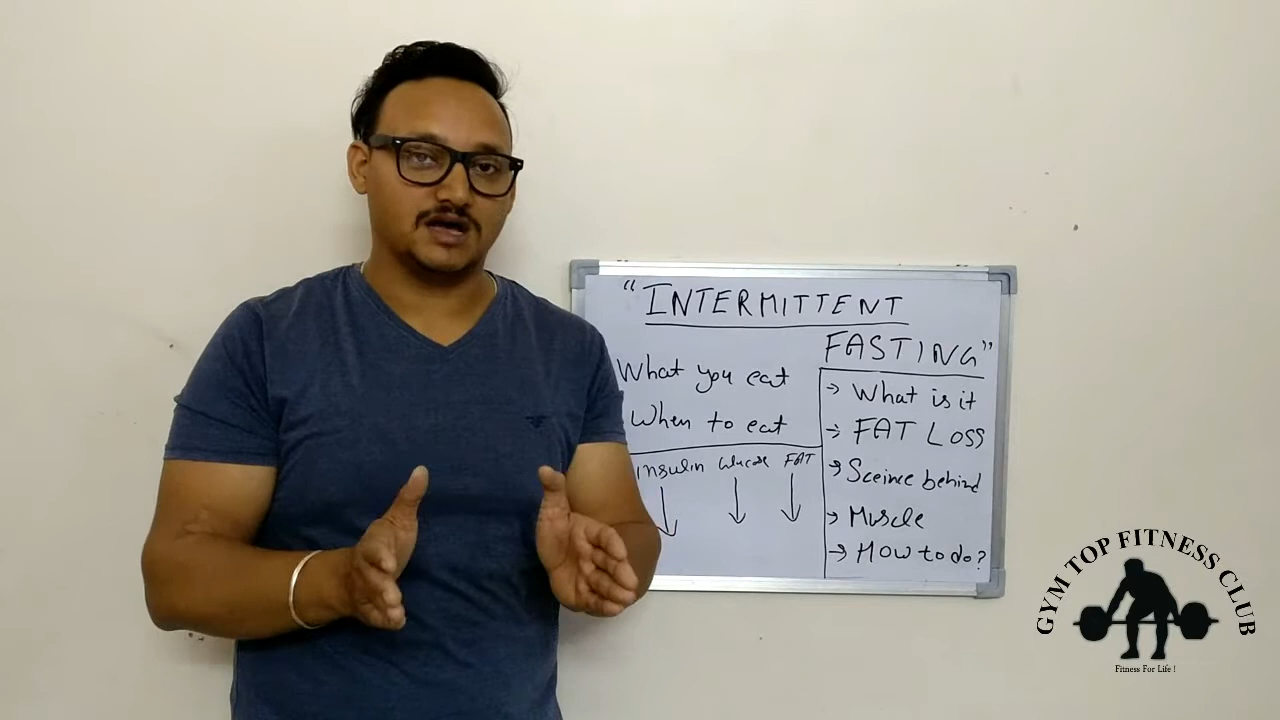 "INTERMITTENT
FASTING"
What you eat
When to eat
insulin Glucose FAT
→ What is it
→ FAT LOSS
→ Sceince behind
→ Muscle
→ How to do?
GYM TOP FITNESS CLUB
Fitness For Life !